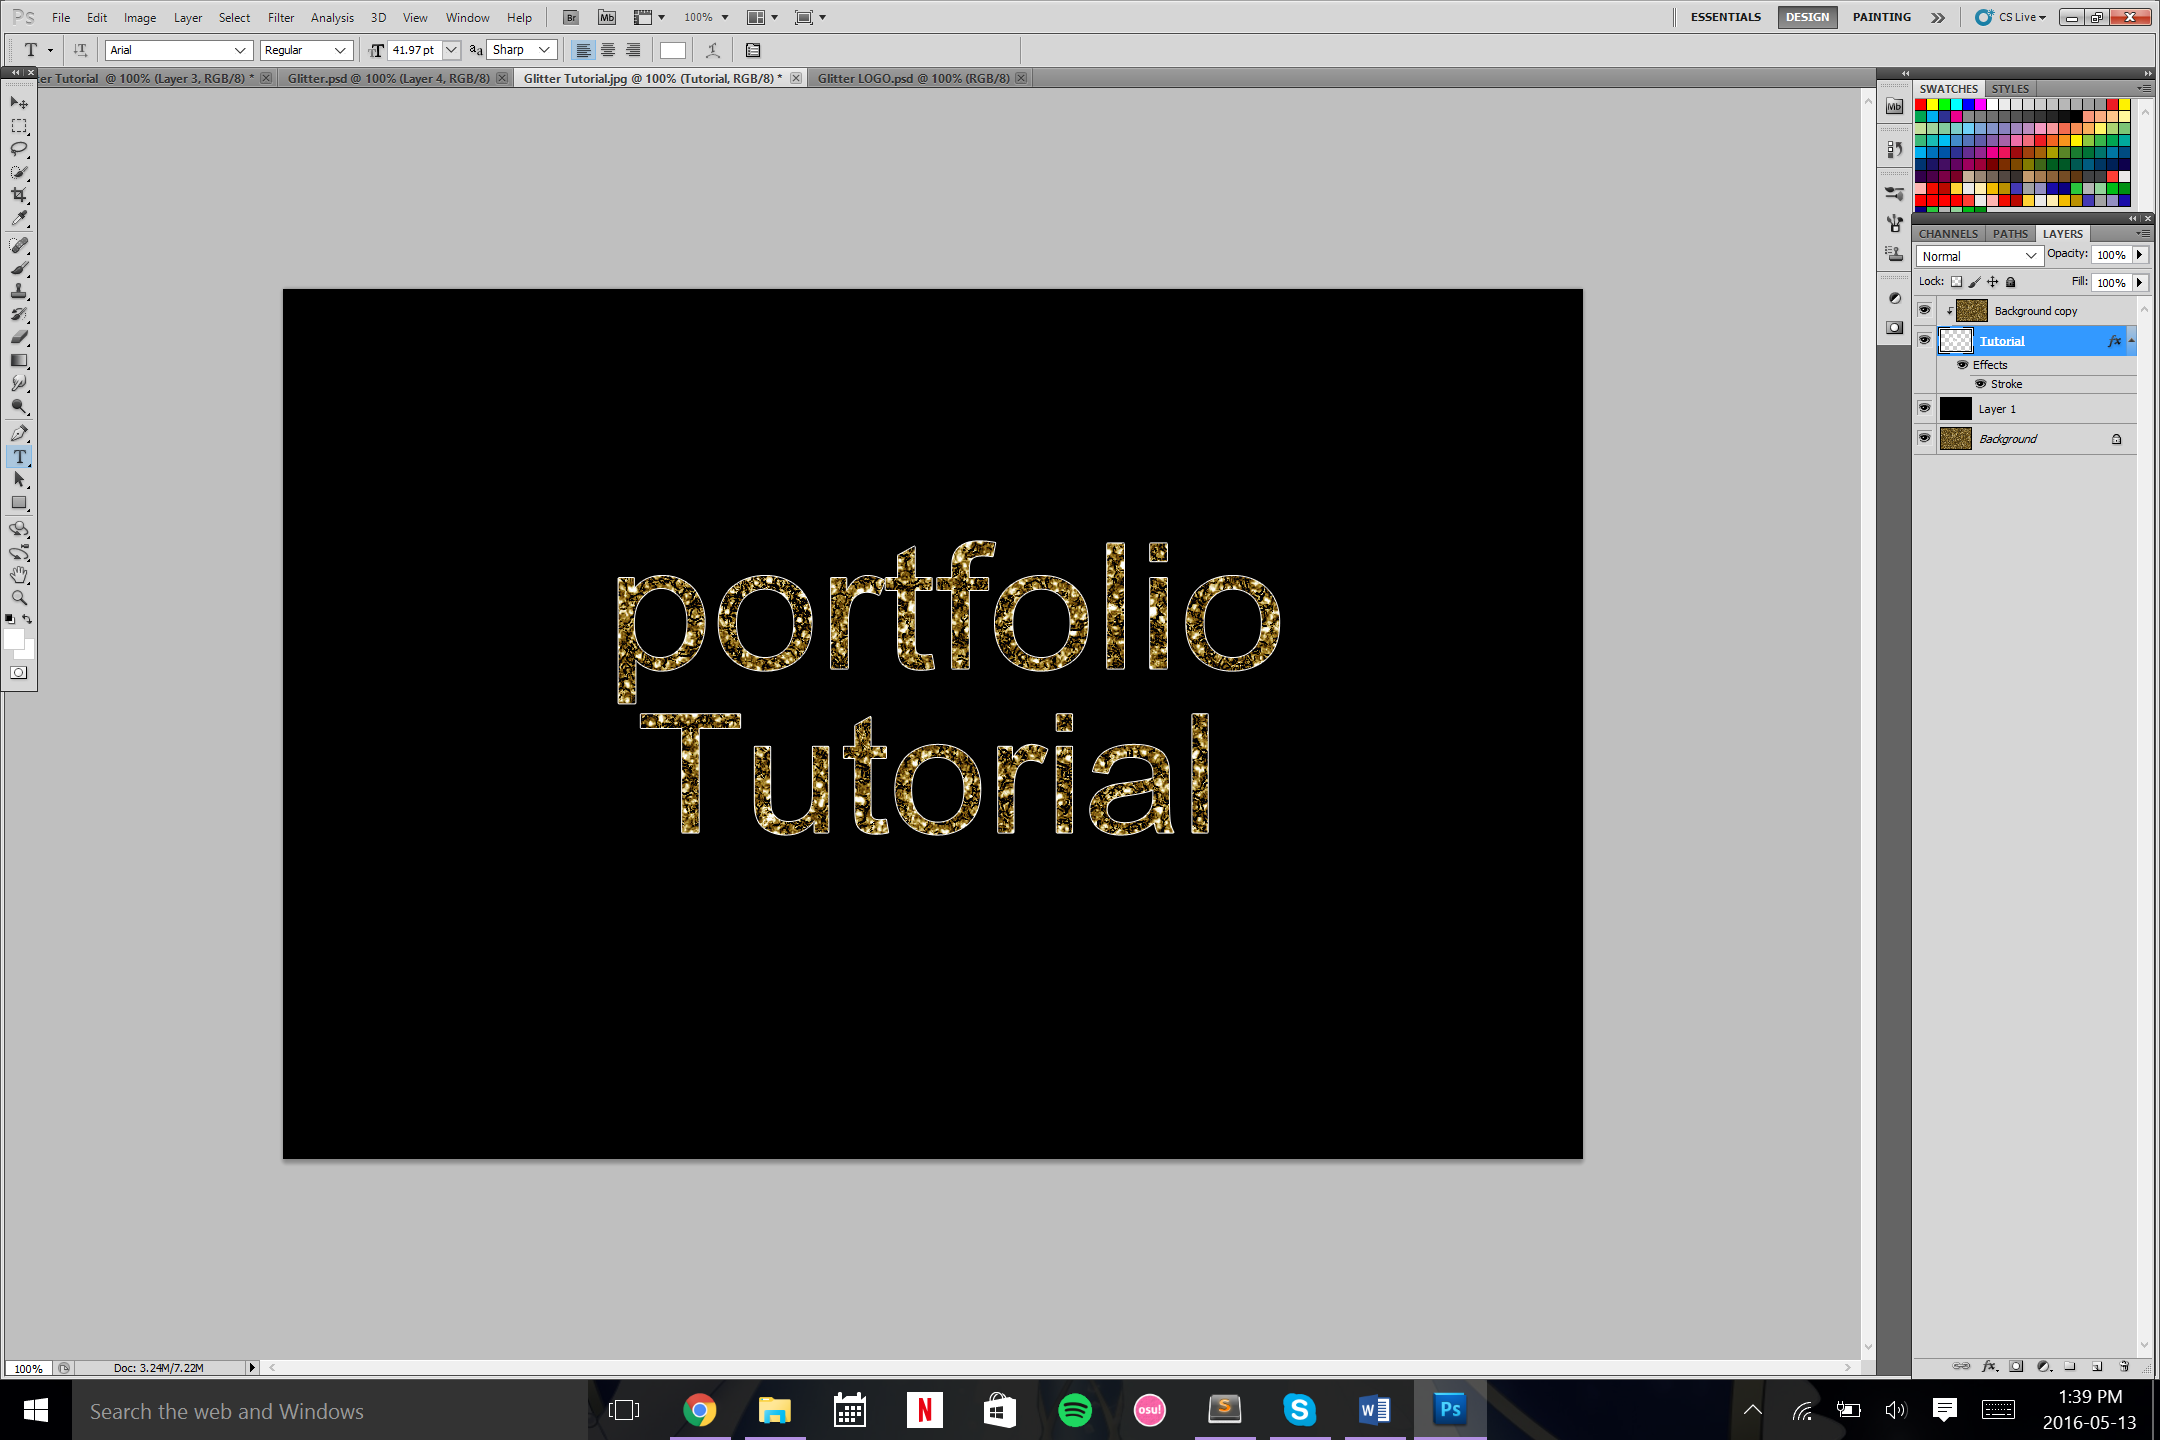 Ps File Edit Image Layer Select Filter Analysis 3D View Window Help Br Mb 100% ESSENTIALS DESIGN PAINTING CS Live
T Arial Regular 41.97 pt Sharp
er Tutorial @ 100% (Layer 3, RGB/8) * Glitter.psd @ 100% (Layer 4, RGB/8) Glitter Tutorial.jpg @ 100% (Tutorial, RGB/8) * Glitter LOGO.psd @ 100% (RGB/8)
SWATCHES STYLES
Mb
CHANNELS PATHS LAYERS
Normal Opacity: 100%
Lock: Fill: 100%
Background copy
Tutorial fx
Effects
Stroke
Layer 1
Background
portfolio
Tutorial
100% Doc: 3.24M/7.22M
Search the web and Windows
N osu! S S W Ps
1:39 PM
2016-05-13